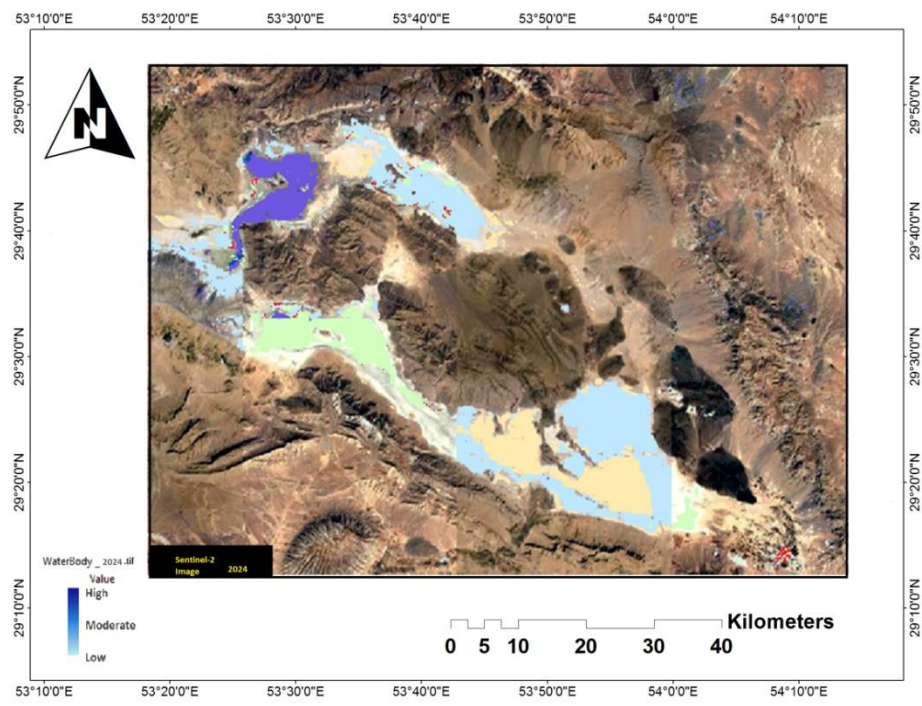 53°10'0"E 53°20'0"E 53°30'0"E 53°40'0"E 53°50'0"E 54°0'0"E 54°10'0"E
29°50'0"N 29°50'0"N
N
29°40'0"N 29°40'0"N
29°30'0"N 29°30'0"N
29°20'0"N 29°20'0"N
WaterBody _ 2024 .tif
Value
High
Moderate
Low
Sentinel-2
Image 2024
29°10'0"N 29°10'0"N
Kilometers
0 5 10 20 30 40
53°10'0"E 53°20'0"E 53°30'0"E 53°40'0"E 53°50'0"E 54°0'0"E 54°10'0"E